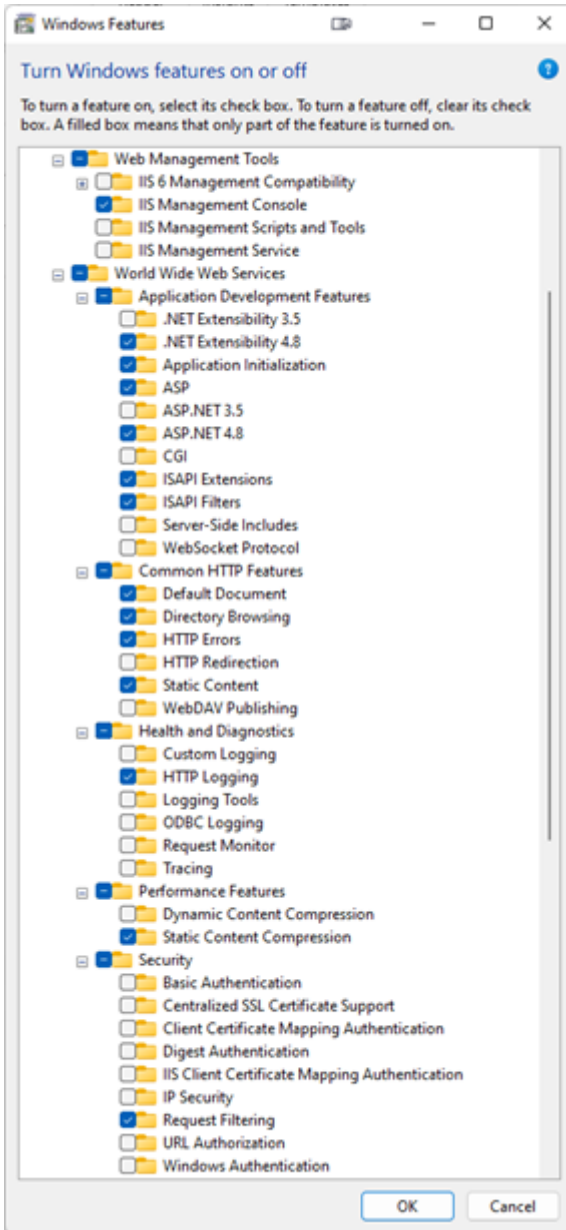 Windows Features
Turn Windows features on or off
To turn a feature on, select its check box. To turn a feature off, clear its check
box. A filled box means that only part of the feature is turned on.
Web Management Tools
IIS 6 Management Compatibility
IIS Management Console
IIS Management Scripts and Tools
IIS Management Service
World Wide Web Services
Application Development Features
.NET Extensibility 3.5
.NET Extensibility 4.8
Application Initialization
ASP
ASP.NET 3.5
ASP.NET 4.8
CGI
ISAPI Extensions
ISAPI Filters
Server-Side Includes
WebSocket Protocol
Common HTTP Features
Default Document
Directory Browsing
HTTP Errors
HTTP Redirection
Static Content
WebDAV Publishing
Health and Diagnostics
Custom Logging
HTTP Logging
Logging Tools
ODBC Logging
Request Monitor
Tracing
Performance Features
Dynamic Content Compression
Static Content Compression
Security
Basic Authentication
Centralized SSL Certificate Support
Client Certificate Mapping Authentication
Digest Authentication
IIS Client Certificate Mapping Authentication
IP Security
Request Filtering
URL Authorization
Windows Authentication
OK Cancel